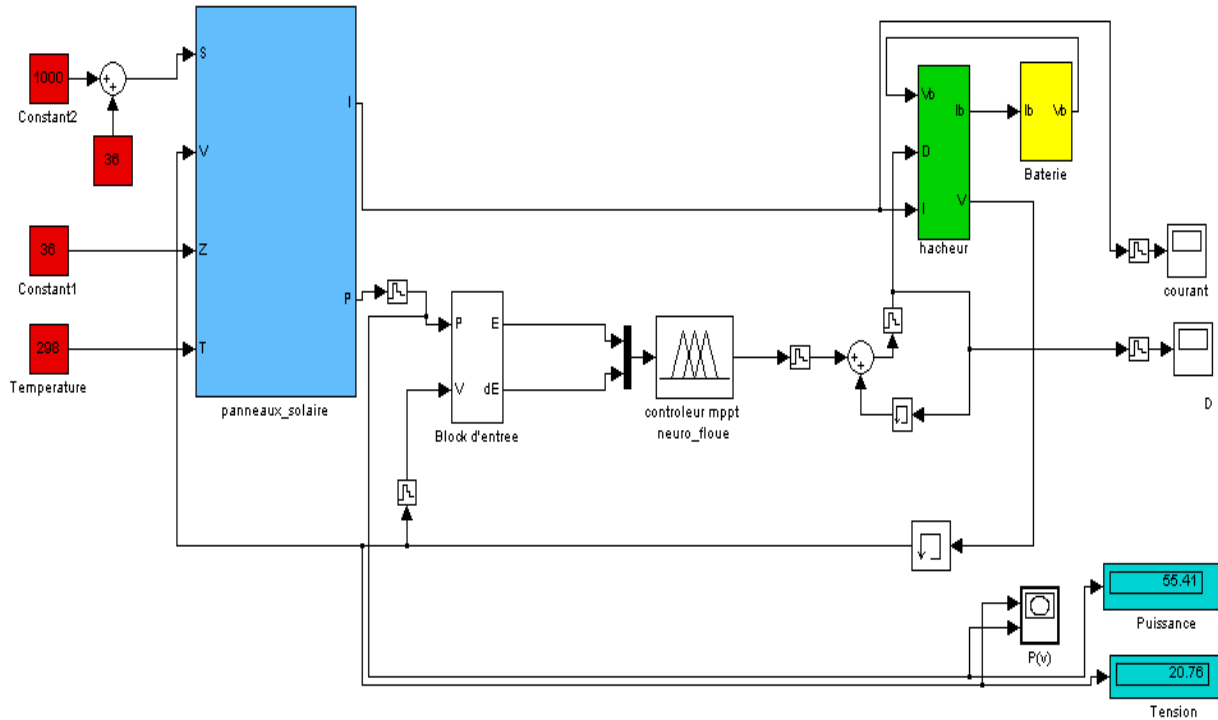 1000
Constant2
36
36
Constant1
298
Temperature
S
V
Z
T
I
P
panneaux_solaire
P
V
E
dE
Block d'entree
controleur mppt
neuro_floue
Vb
D
I
Ib
V
hacheur
Ib
Vb
Baterie
courant
D
P(v)
55.41
Puissance
20.76
Tension